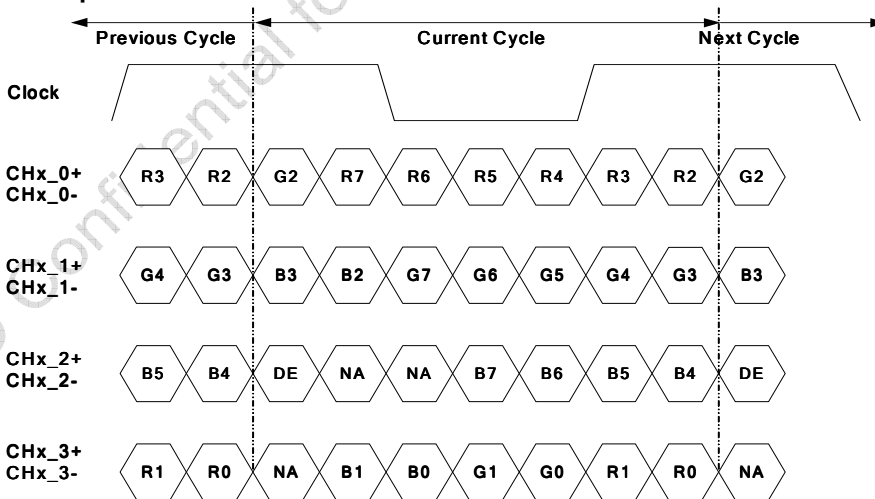 Previous Cycle Current Cycle Next Cycle
Clock
CHx_0+ R3 R2 G2 R7 R6 R5 R4 R3 R2 G2
CHx_0-
CHx_1+ G4 G3 B3 B2 G7 G6 G5 G4 G3 B3
CHx_1-
CHx_2+ B5 B4 DE NA NA B7 B6 B5 B4 DE
CHx_2-
CHx_3+ R1 R0 NA B1 B0 G1 G0 R1 R0 NA
CHx_3-
Confidential